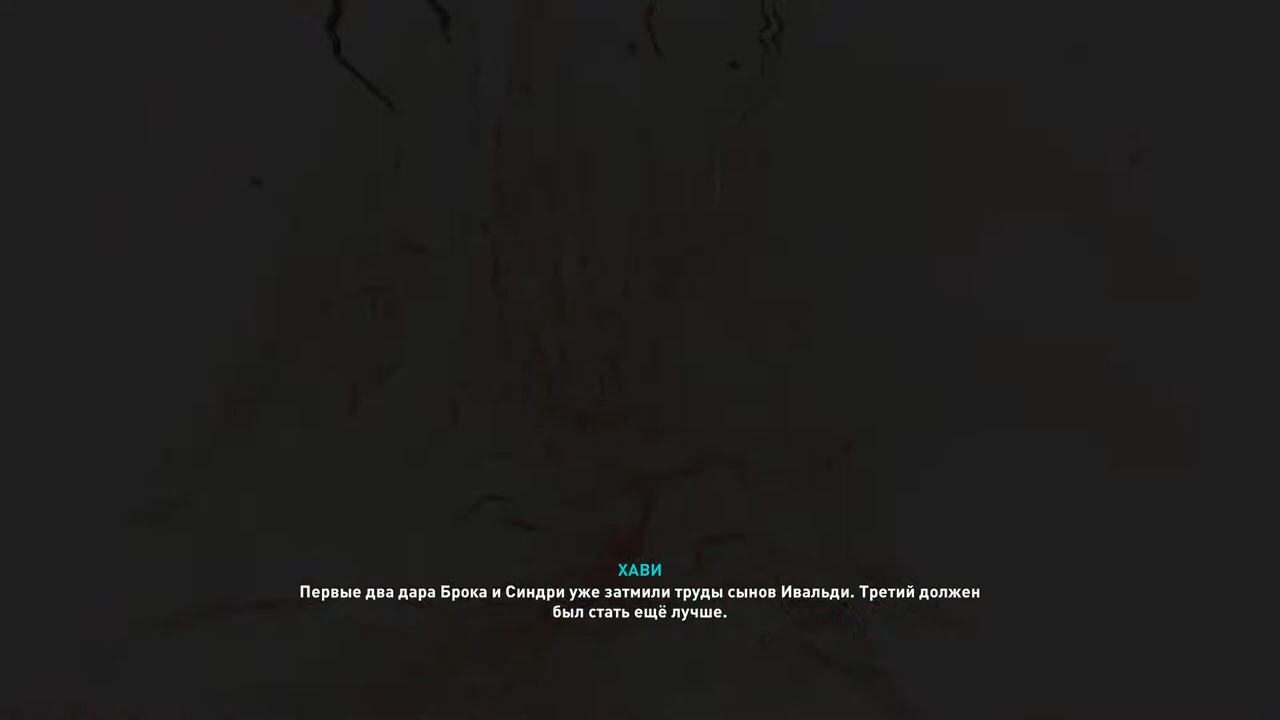 ХАВИ
Первые два дара Брока и Синдри уже затмили труды сынов Ивальди. Третий должен
был стать ещё лучше.